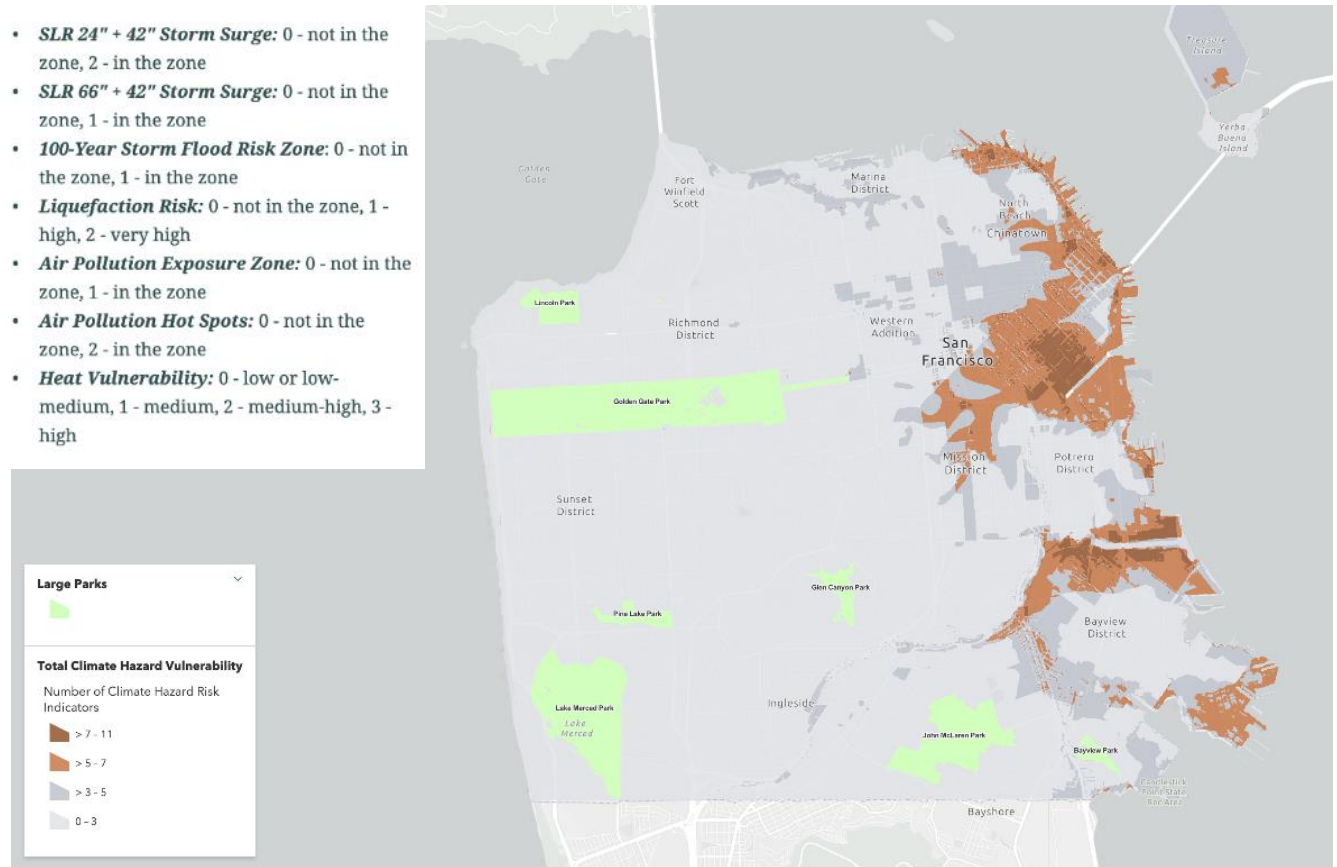 • SLR 24" + 42" Storm Surge: 0 - not in the
zone, 2 - in the zone
• SLR 66" + 42" Storm Surge: 0 - not in the
zone, 1 - in the zone
• 100-Year Storm Flood Risk Zone: 0 - not in
the zone, 1 - in the zone
• Liquefaction Risk: 0 - not in the zone, 1 -
high, 2 - very high
• Air Pollution Exposure Zone: 0 - not in the
zone, 1 - in the zone
• Air Pollution Hot Spots: 0 - not in the
zone, 2 - in the zone
• Heat Vulnerability: 0 - low or low-
medium, 1 - medium, 2 - medium-high, 3 -
high
Treasure
Island
Yerba
Buena
Island
Golden
Gate
Fort
Winfield
Scott
Marina
District
North
Beach
Chinatown
Lincoln Park
Richmond
District
Western
Addition
San
Francisco
Golden Gate Park
Mission
District
Potrero
District
Sunset
District
Glen Canyon Park
Pine Lake Park
Bayview
District
Lake Merced Park
Lake
Merced
Ingleside
John McLaren Park
Bayview Park
Candlestick
Point State
Rec Area
Bayshore
Large Parks
Total Climate Hazard Vulnerability
Number of Climate Hazard Risk
Indicators
> 7 - 11
> 5 - 7
> 3 - 5
0 - 3